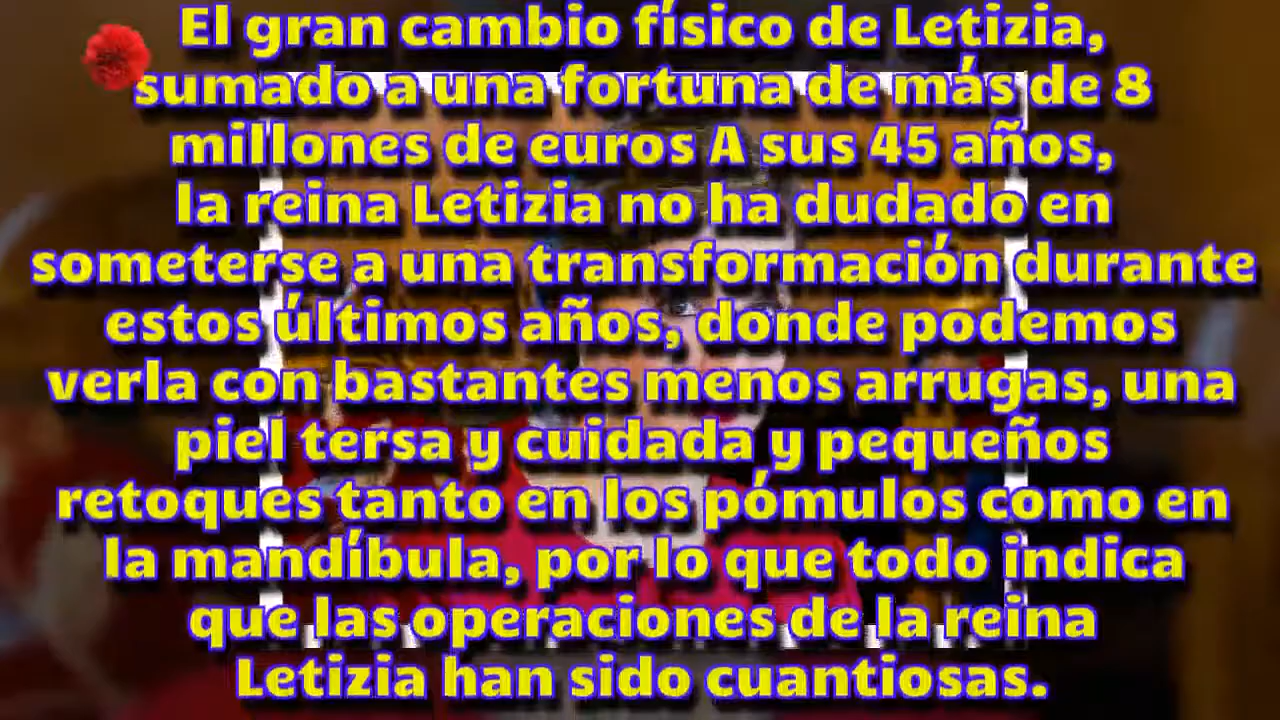 El gran cambio físico de Letizia,
sumado a una fortuna de más de 8
millones de euros A sus 45 años,
la reina Letizia no ha dudado en
someterse a una transformación durante
estos últimos años, donde podemos
verla con bastantes menos arrugas, una
piel tersa y cuidada y pequeños
retoques tanto en los pómulos como en
la mandíbula, por lo que todo indica
que las operaciones de la reina
Letizia han sido cuantiosas.